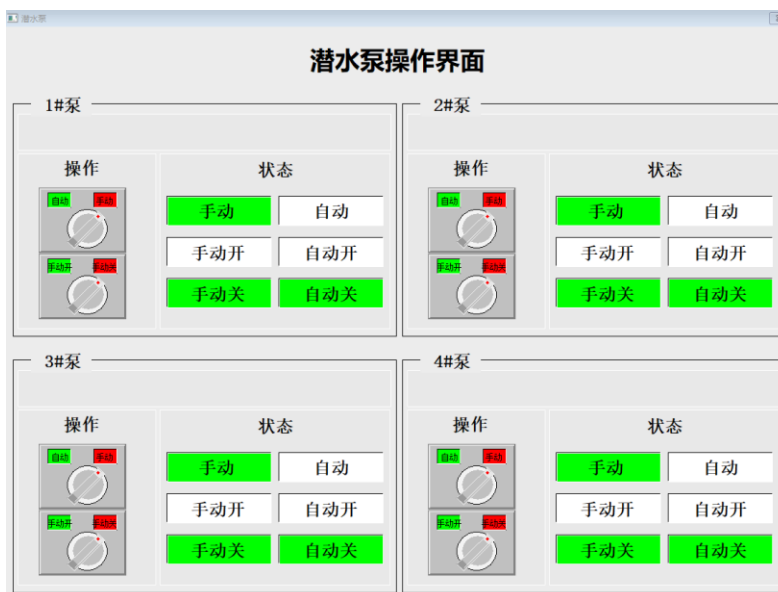 潜水泵
潜水泵操作界面
1#泵
操作
状态
自动 手动
手动 自动
手动开 自动开
手动开 手动关
手动关 自动关
2#泵
操作
状态
自动 手动
手动 自动
手动开 自动开
手动开 手动关
手动关 自动关
3#泵
操作
状态
自动 手动
手动 自动
手动开 自动开
手动开 手动关
手动关 自动关
4#泵
操作
状态
自动 手动
手动 自动
手动开 自动开
手动开 手动关
手动关 自动关